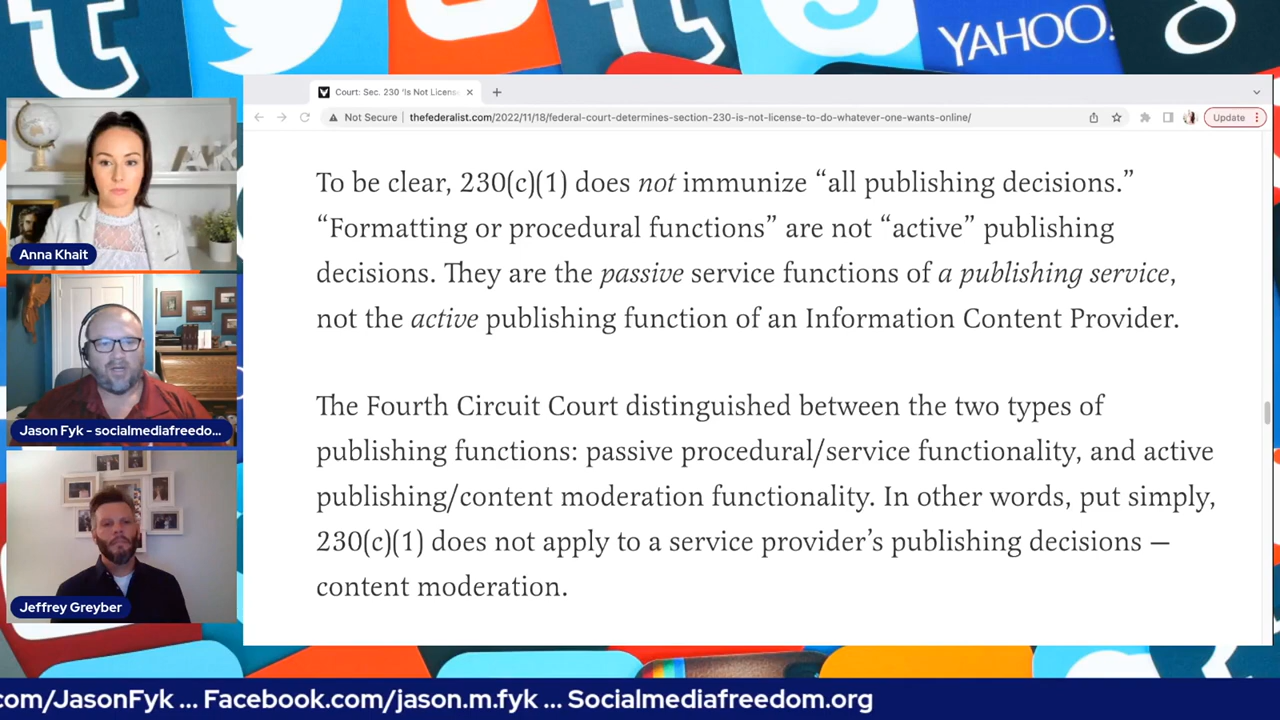 YAHOO!
Court: Sec. 230 'Is Not License
Not Secure
thefederalist.com/2022/11/18/federal-court-determines-section-230-is-not-license-to-do-whatever-one-wants-online/
Update
AK
Anna Khait
Jason Fyk - socialmediafreedo...
Jeffrey Greyber
To be clear, 230(c)(1) does not immunize “all publishing decisions.”
“Formatting or procedural functions” are not “active” publishing
decisions. They are the passive service functions of a publishing service,
not the active publishing function of an Information Content Provider.
The Fourth Circuit Court distinguished between the two types of
publishing functions: passive procedural/service functionality, and active
publishing/content moderation functionality. In other words, put simply,
230(c)(1) does not apply to a service provider’s publishing decisions —
content moderation.
com/JasonFyk ... Facebook.com/jason.m.fyk ... Socialmediafreedom.org